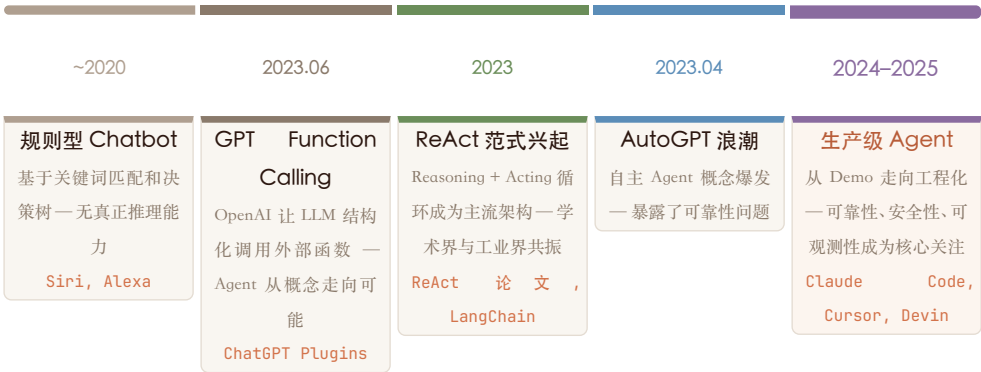 ~2020
2023.06
2023
2023.04
2024–2025
规则型 Chatbot
基于关键词匹配和决
策树 — 无真正推理能
力
Siri, Alexa
GPT Function
Calling
OpenAI 让 LLM 结构
化调用外部函数 —
Agent 从概念走向可
能
ChatGPT Plugins
ReAct 范式兴起
Reasoning + Acting 循
环成为主流架构 — 学
术界与工业界共振
ReAct 论文,
LangChain
AutoGPT 浪潮
自主 Agent 概念爆发
— 暴露了可靠性问题
生产级 Agent
从 Demo 走向工程化
— 可靠性、安全性、可
观测性成为核心关注
Claude Code,
Cursor, Devin